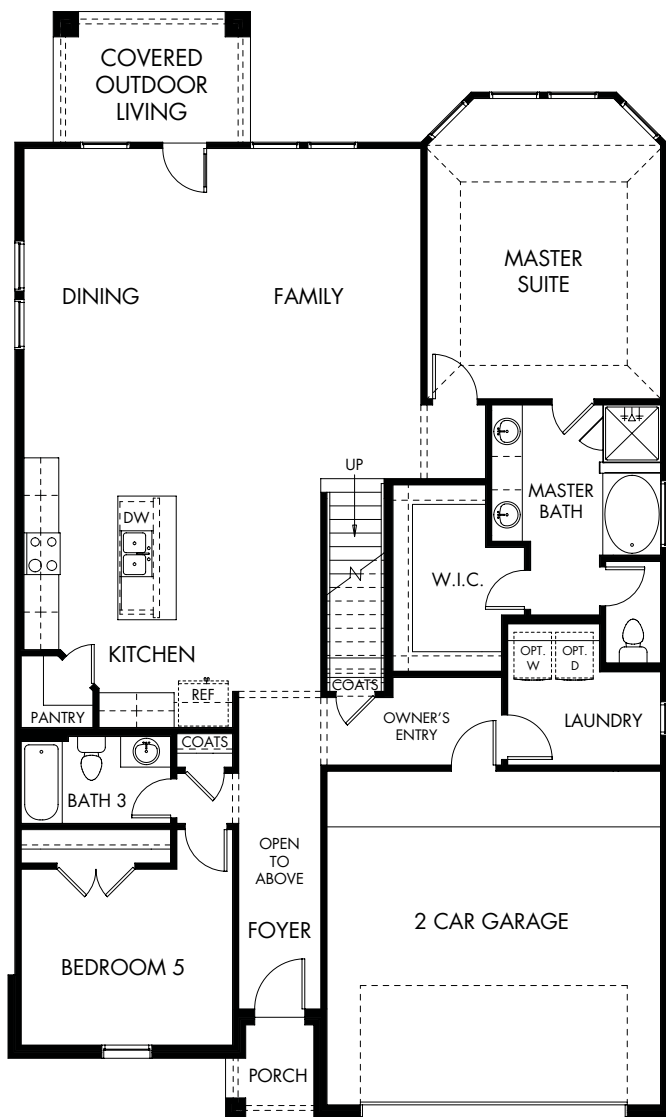 COVERED
OUTDOOR
LIVING
MASTER
SUITE
DINING
FAMILY
UP
MASTER
BATH
DW
W.I.C.
KITCHEN
OPT.
W
OPT.
D
REF
COATS
PANTRY
OWNER'S
ENTRY
LAUNDRY
COATS
BATH 3
OPEN
TO
ABOVE
FOYER
2 CAR GARAGE
BEDROOM 5
PORCH